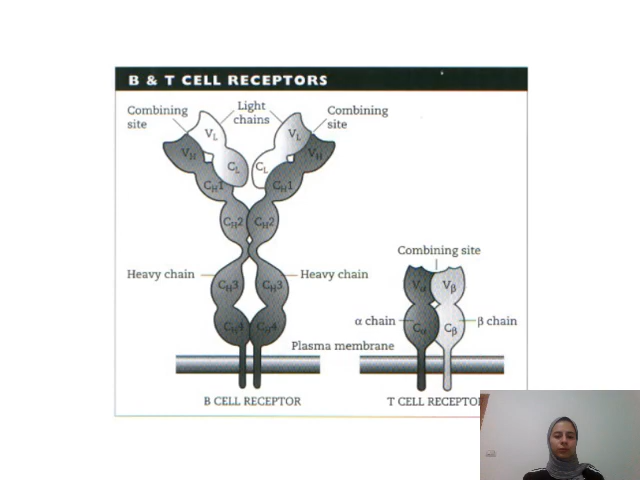 B & T CELL RECEPTORS
Combining
site
Light
chains
Combining
site
VL
VL
VH
VH
CL
CL
CH1
CH1
CH2
CH2
Heavy chain
Heavy chain
CH3
CH3
CH4
CH4
Combining site
Vα
Vβ
α chain
β chain
Cα
Cβ
Plasma membrane
B CELL RECEPTOR
T CELL RECEPTO